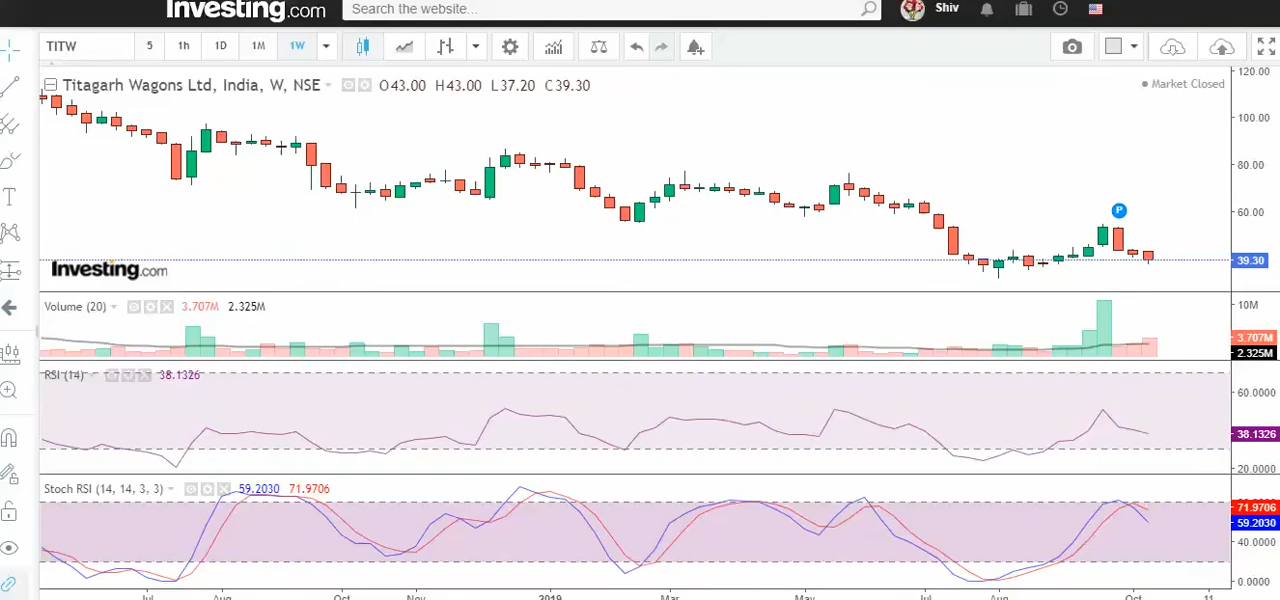 Investing.com
Search the website...
Shiv
TITW
5 1h 1D 1M 1W
Titagarh Wagons Ltd, India, W, NSE O43.00 H43.00 L37.20 C39.30
Market Closed
120.00
100.00
80.00
60.00
P
39.30
Investing.com
Volume (20) 3.707M 2.325M
10M
3.707M
2.325M
RSI (14) 38.1326
60.0000
38.1326
20.0000
Stoch RSI (14, 14, 3, 3) 59.2030 71.9706
71.9706
59.2030
40.0000
0.0000
Jul Aug Oct Nov 2019 Mar May Jul Aug Oct 11